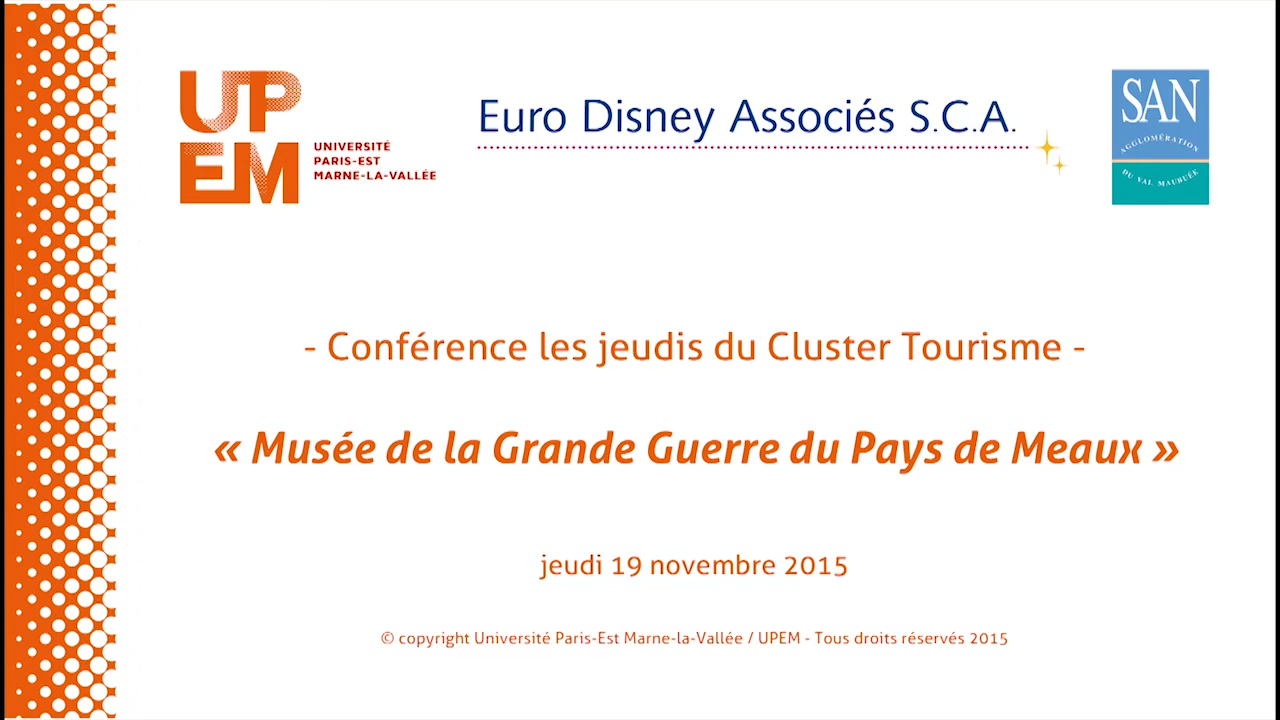 UP
EM
UNIVERSITÉ
PARIS-EST
MARNE-LA-VALLÉE
Euro Disney Associés S.C.A.
SAN
AGGLOMÉRATION
DU VAL MAUBUÉE
- Conférence les jeudis du Cluster Tourisme -
« Musée de la Grande Guerre du Pays de Meaux »
jeudi 19 novembre 2015
© copyright Université Paris-Est Marne-la-Vallée / UPEM - Tous droits réservés 2015